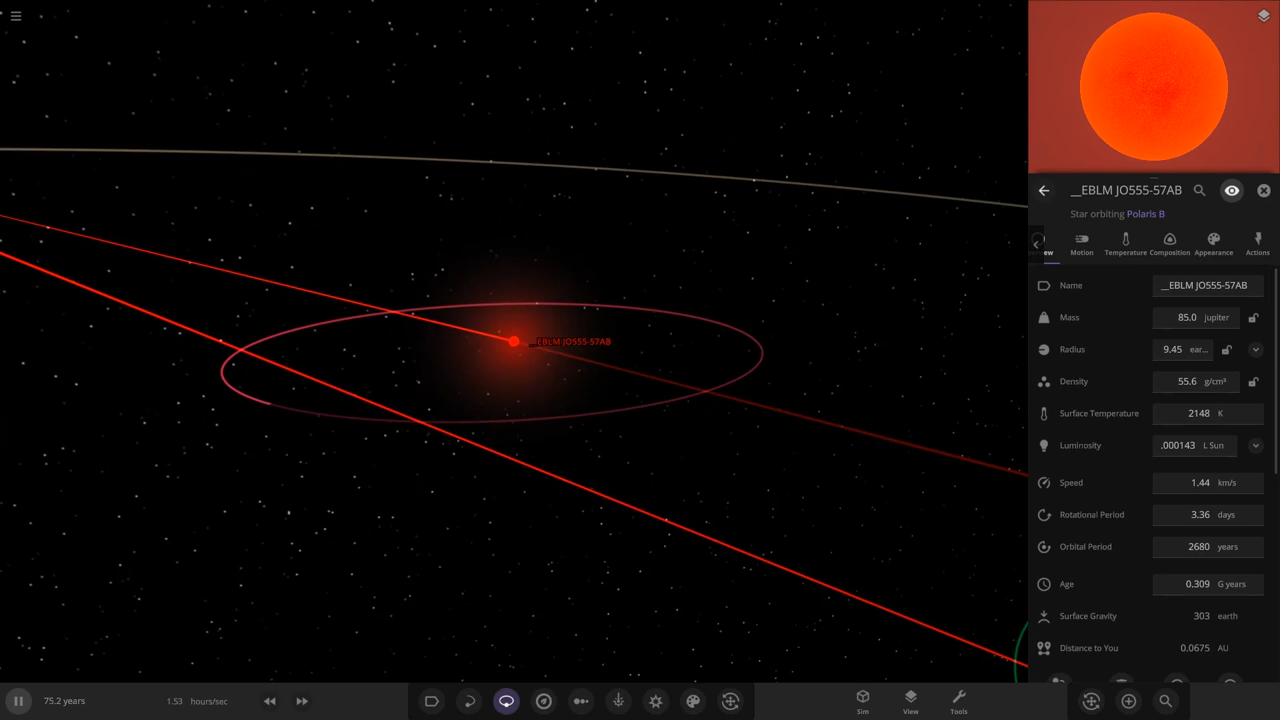 __EBLM JO555-57AB
Star orbiting Polaris B
Motion
Temperature
Composition
Appearance
Actions
Name
__EBLM JO555-57AB
Mass
85.0 jupiter
Radius
9.45 ear...
Density
55.6 g/cm³
Surface Temperature
2148 K
Luminosity
.000143 L Sun
Speed
1.44 km/s
Rotational Period
3.36 days
Orbital Period
2680 years
Age
0.309 G years
Surface Gravity
303 earth
Distance to You
0.0675 AU
__EBLM JO555-57AB
75.2 years
1.53 hours/sec
Sim
View
Tools